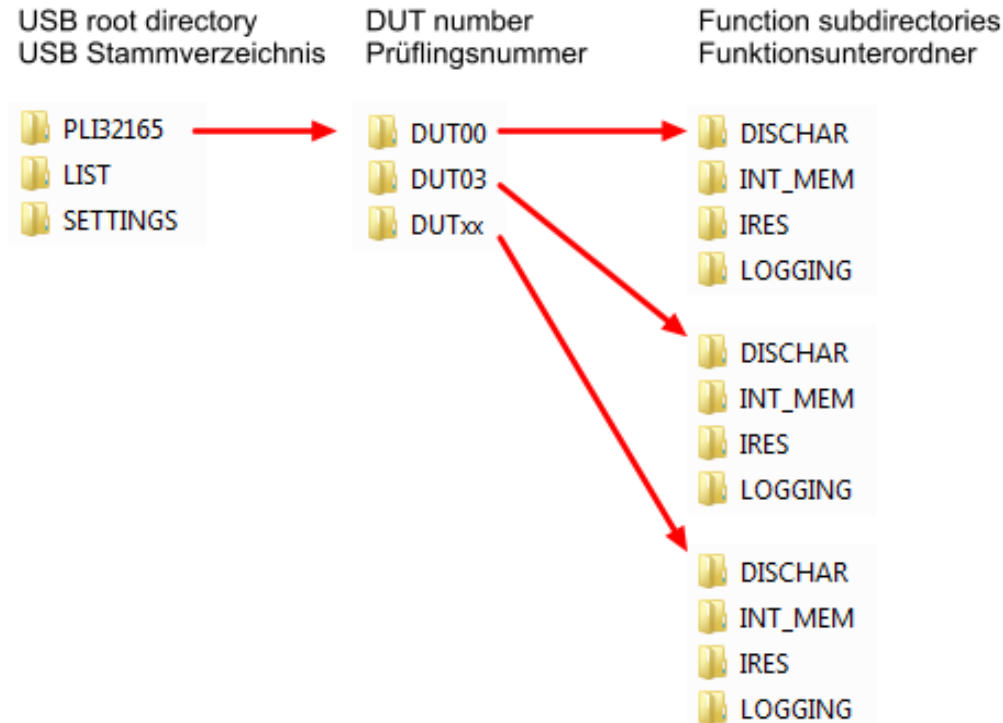 USB root directory
USB Stammverzeichnis
DUT number
Prüflingsnummer
Function subdirectories
Funktionsunterordner
PLI32165
LIST
SETTINGS
DUT00
DUT03
DUTxx
DISCHAR
INT_MEM
IRES
LOGGING
DISCHAR
INT_MEM
IRES
LOGGING
DISCHAR
INT_MEM
IRES
LOGGING